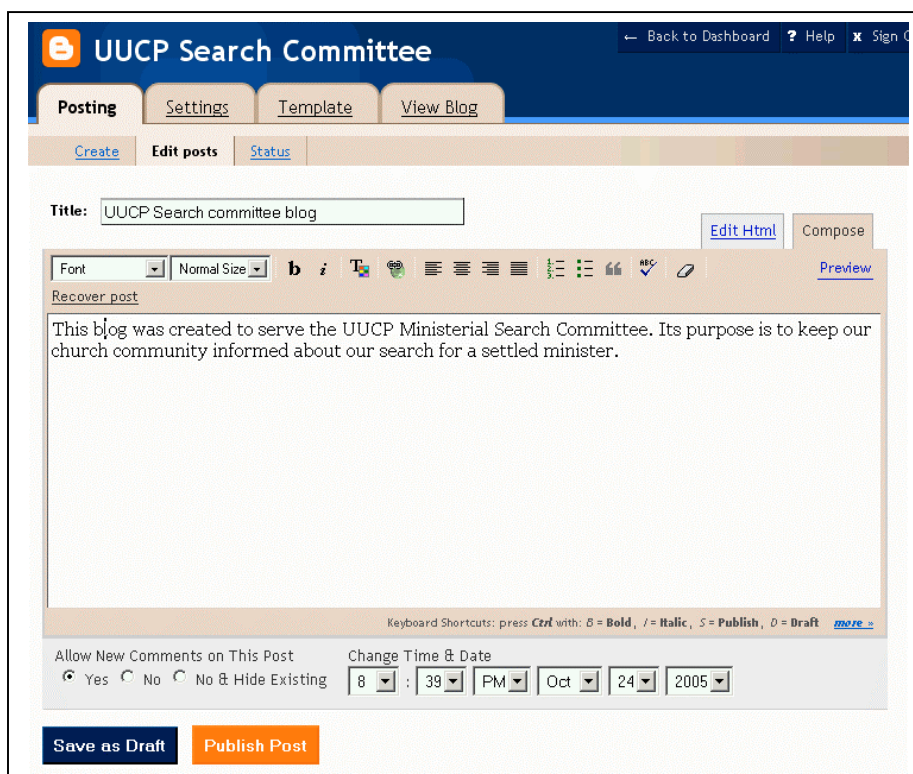 UUCP Search Committee
← Back to Dashboard ? Help x Sign
Posting Settings Template View Blog
Create Edit posts Status
Title: UUCP Search committee blog
Edit Html Compose
Font Normal Size b i ABC Preview
Recover post
This blog was created to serve the UUCP Ministerial Search Committee. Its purpose is to keep our
church community informed about our search for a settled minister.
Keyboard Shortcuts: press Ctrl with: B = Bold, I = Italic, S = Publish, D = Draft more »
Allow New Comments on This Post Change Time & Date
Yes No No & Hide Existing 8 : 39 PM Oct 24 2005
Save as Draft Publish Post